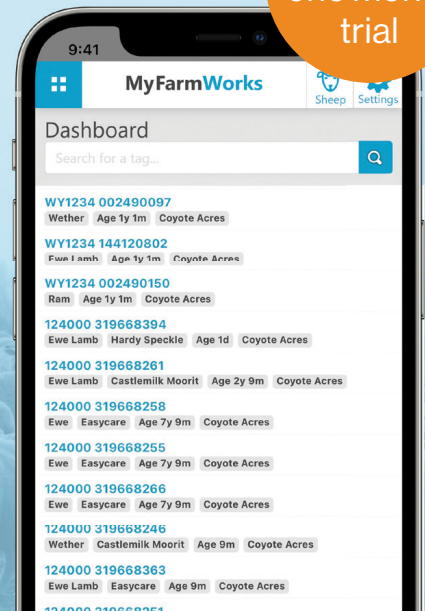 one mon
trial
9:41
MyFarmWorks
Sheep Settings
Dashboard
Search for a tag...
WY1234 002490097
Wether Age 1y 1m Coyote Acres
WY1234 144120802
Ewe Lamb Age 1y 1m Coyote Acres
WY1234 002490150
Ram Age 1y 1m Coyote Acres
124000 319668394
Ewe Lamb Hardy Speckle Age 1d Coyote Acres
124000 319668261
Ewe Lamb Castlemilk Moorit Age 2y 9m Coyote Acres
124000 319668258
Ewe Easycare Age 7y 9m Coyote Acres
124000 319668255
Ewe Easycare Age 7y 9m Coyote Acres
124000 319668266
Ewe Easycare Age 7y 9m Coyote Acres
124000 319668246
Wether Castlemilk Moorit Age 9m Coyote Acres
124000 319668363
Ewe Lamb Easycare Age 9m Coyote Acres
124000 319668351